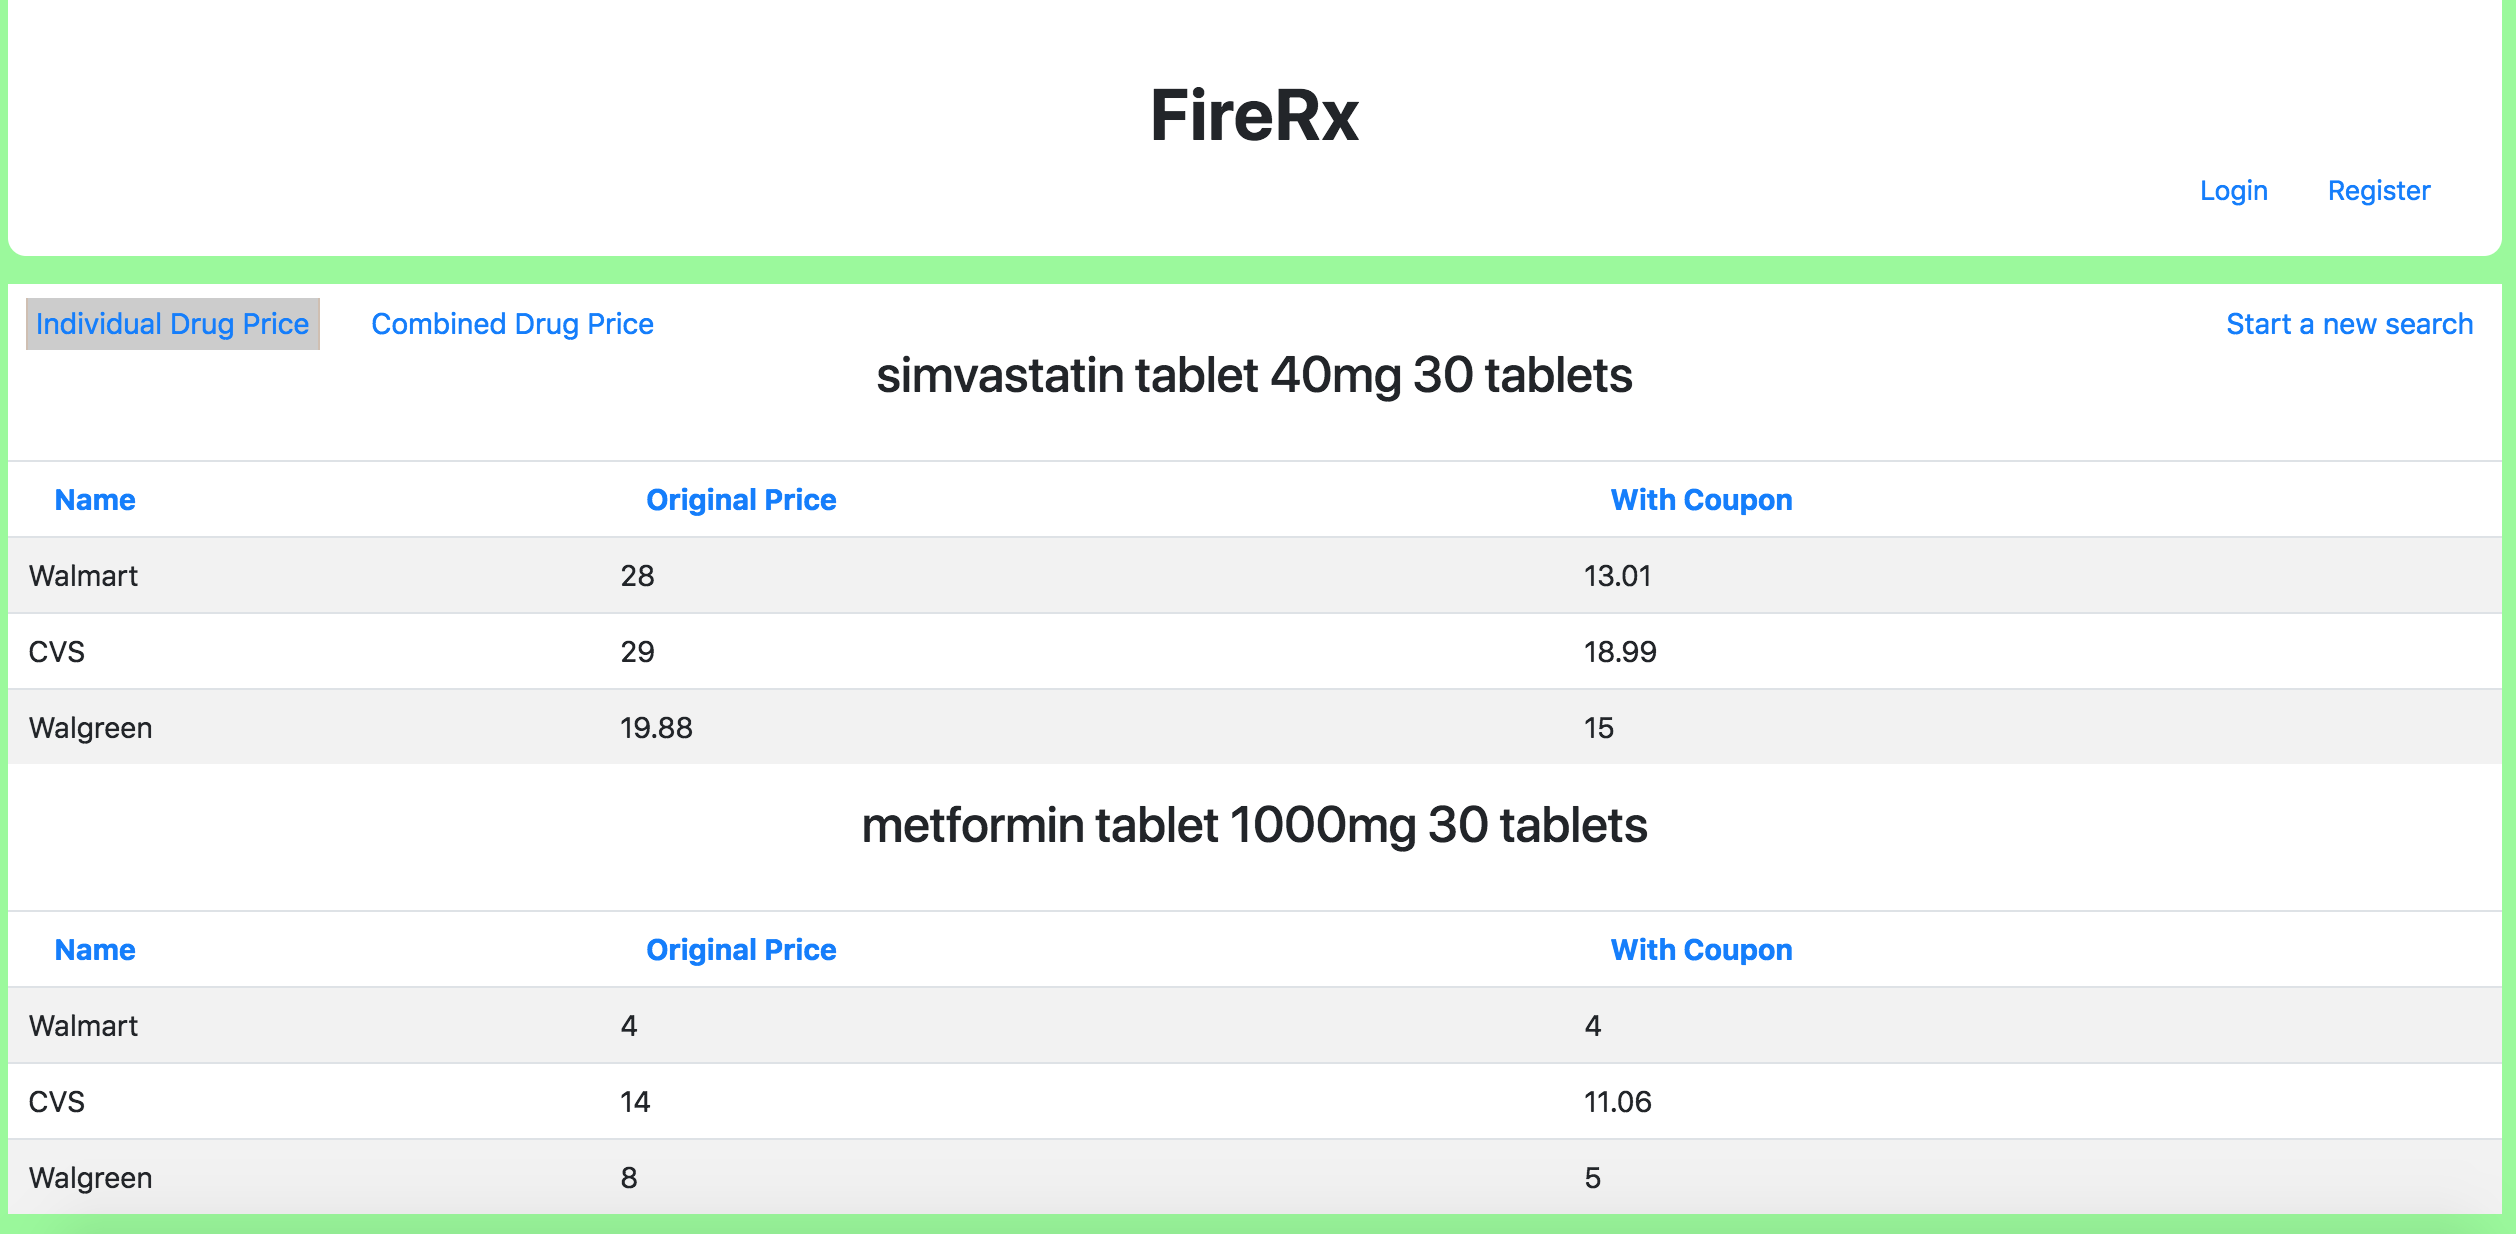 FireRx
Login Register
Individual Drug Price Combined Drug Price Start a new search
simvastatin tablet 40mg 30 tablets
Name Original Price With Coupon
Walmart 28 13.01
CVS 29 18.99
Walgreen 19.88 15
metformin tablet 1000mg 30 tablets
Name Original Price With Coupon
Walmart 4 4
CVS 14 11.06
Walgreen 8 5